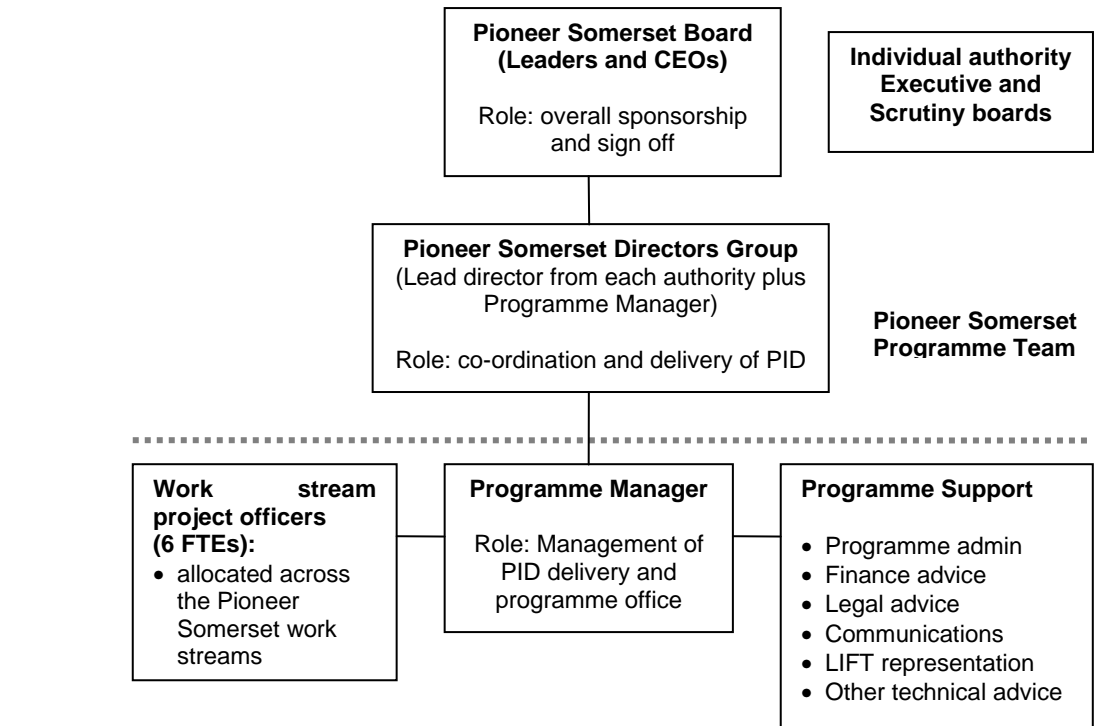 Pioneer Somerset Board
(Leaders and CEOs)
Role: overall sponsorship
and sign off
Individual authority
Executive and
Scrutiny boards
Pioneer Somerset Directors Group
(Lead director from each authority plus
Programme Manager)
Role: co-ordination and delivery of PID
Pioneer Somerset
Programme Team
Work stream
project officers
(6 FTEs):
• allocated across
the Pioneer
Somerset work
streams
Programme Manager
Role: Management of
PID delivery and
programme office
Programme Support
• Programme admin
• Finance advice
• Legal advice
• Communications
• LIFT representation
• Other technical advice